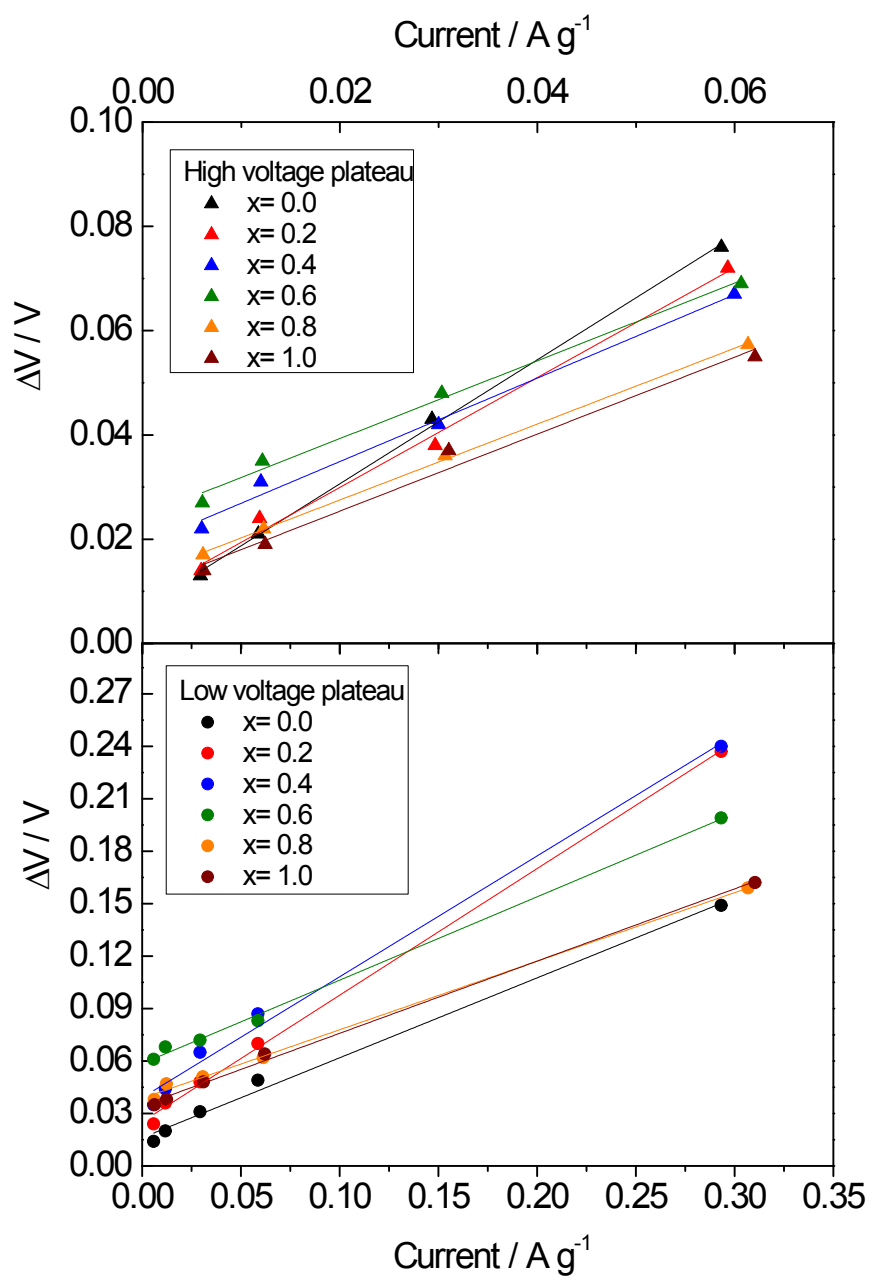 Current / A g-1
0.00 0.02 0.04 0.06
0.10
0.08
0.06
0.04
0.02
0.00
ΔV / V
High voltage plateau
x= 0.0
x= 0.2
x= 0.4
x= 0.6
x= 0.8
x= 1.0
0.27
0.24
0.21
0.18
0.15
0.12
0.09
0.06
0.03
0.00
ΔV / V
Low voltage plateau
x= 0.0
x= 0.2
x= 0.4
x= 0.6
x= 0.8
x= 1.0
0.00 0.05 0.10 0.15 0.20 0.25 0.30 0.35
Current / A g-1